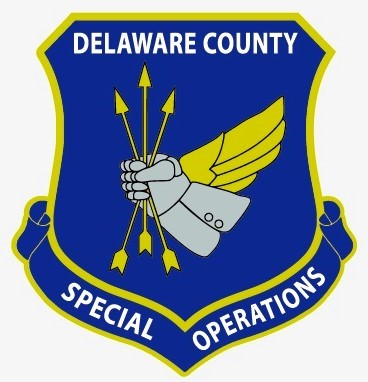 DELAWARE COUNTY
SPECIAL OPERATIONS